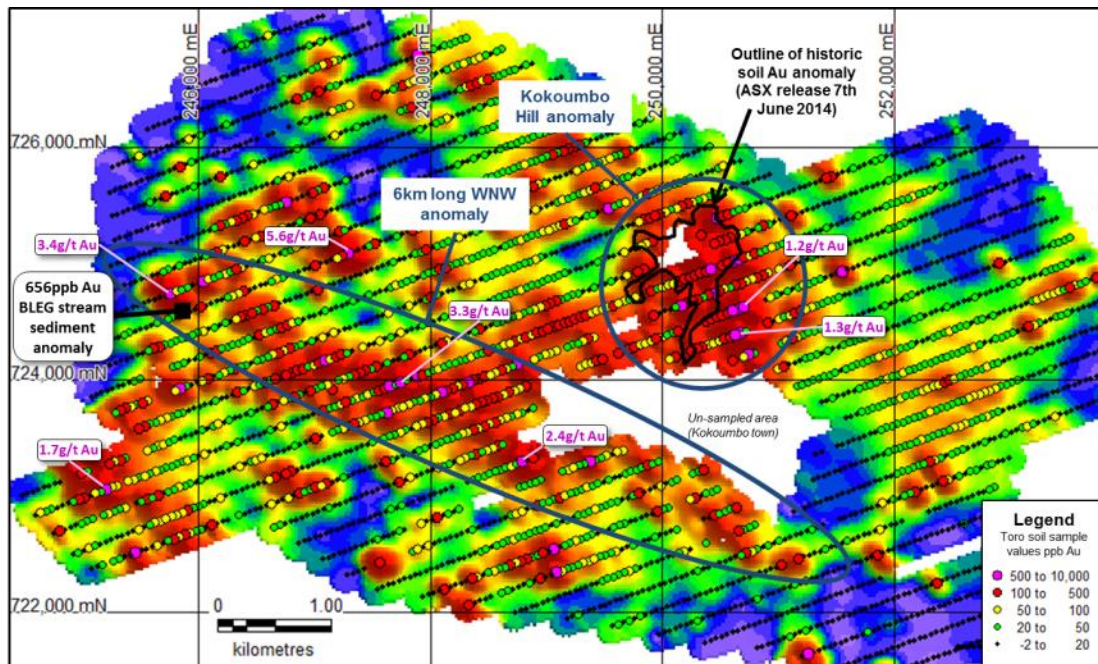 246,000 mE
248,000 mE
250,000 mE
252,000 mE
Outline of historic
soil Au anomaly
(ASX release 7th
June 2014)
Kokoumbo
Hill anomaly
726,000 mN
6km long WNW
anomaly
3.4g/t Au
5.6g/t Au
1.2g/t Au
656ppb Au
BLEG stream
sediment
anomaly
3.3g/t Au
1.3g/t Au
724,000 mN
Un-sampled area
(Kokoumbo town)
1.7g/t Au
2.4g/t Au
722,000 mN
0 1.00
kilometres
Legend
Toro soil sample
values ppb Au
500 to 10,000
100 to 500
50 to 100
20 to 50
-2 to 20